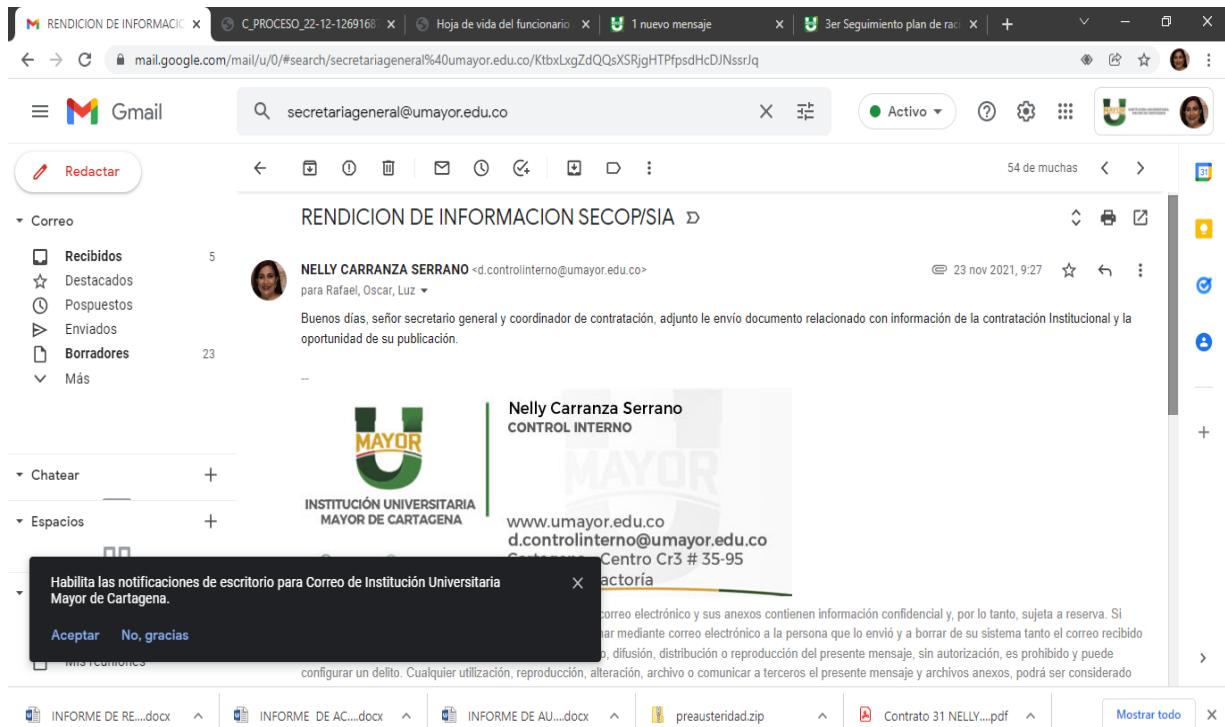 RENDICION DE INFORMACIC
C_PROCESO_22-12-1269168
Hoja de vida del funcionario
1 nuevo mensaje
3er Seguimiento plan de raci
mail.google.com/mail/u/0/#search/secretariageneral%40umayor.edu.co/KtbxLxgZdQQsXSRjgHTPfpsdHcDJNssrJq
Gmail
secretariageneral@umayor.edu.co
Activo
Redactar
54 de muchas
Correo
Recibidos 5
Destacados
Pospuestos
Enviados
Borradores 23
Más
Chatear
Espacios
Mis reuniones
RENDICION DE INFORMACION SECOP/SIA
NELLY CARRANZA SERRANO <d.controlinterno@umayor.edu.co>
23 nov 2021, 9:27
para Rafael, Oscar, Luz
Buenos días, señor secretario general y coordinador de contratación, adjunto le envío documento relacionado con información de la contratación Institucional y la
oportunidad de su publicación.
--
MAYOR
INSTITUCIÓN UNIVERSITARIA
MAYOR DE CARTAGENA
Nelly Carranza Serrano
CONTROL INTERNO
MAYOR
www.umayor.edu.co
d.controlinterno@umayor.edu.co
Centro Cr3 # 35-95
actoría
correo electrónico y sus anexos contienen información confidencial y, por lo tanto, sujeta a reserva. Si
ar mediante correo electrónico a la persona que lo envió y a borrar de su sistema tanto el correo recibido
, difusión, distribución o reproducción del presente mensaje, sin autorización, es prohibido y puede
configurar un delito. Cualquier utilización, reproducción, alteración, archivo o comunicar a terceros el presente mensaje y archivos anexos, podrá ser considerado
Habilita las notificaciones de escritorio para Correo de Institución Universitaria
Mayor de Cartagena.
Aceptar No, gracias
INFORME DE RE....docx
INFORME DE AC....docx
INFORME DE AU....docx
preausteridad.zip
Contrato 31 NELLY....pdf
Mostrar todo